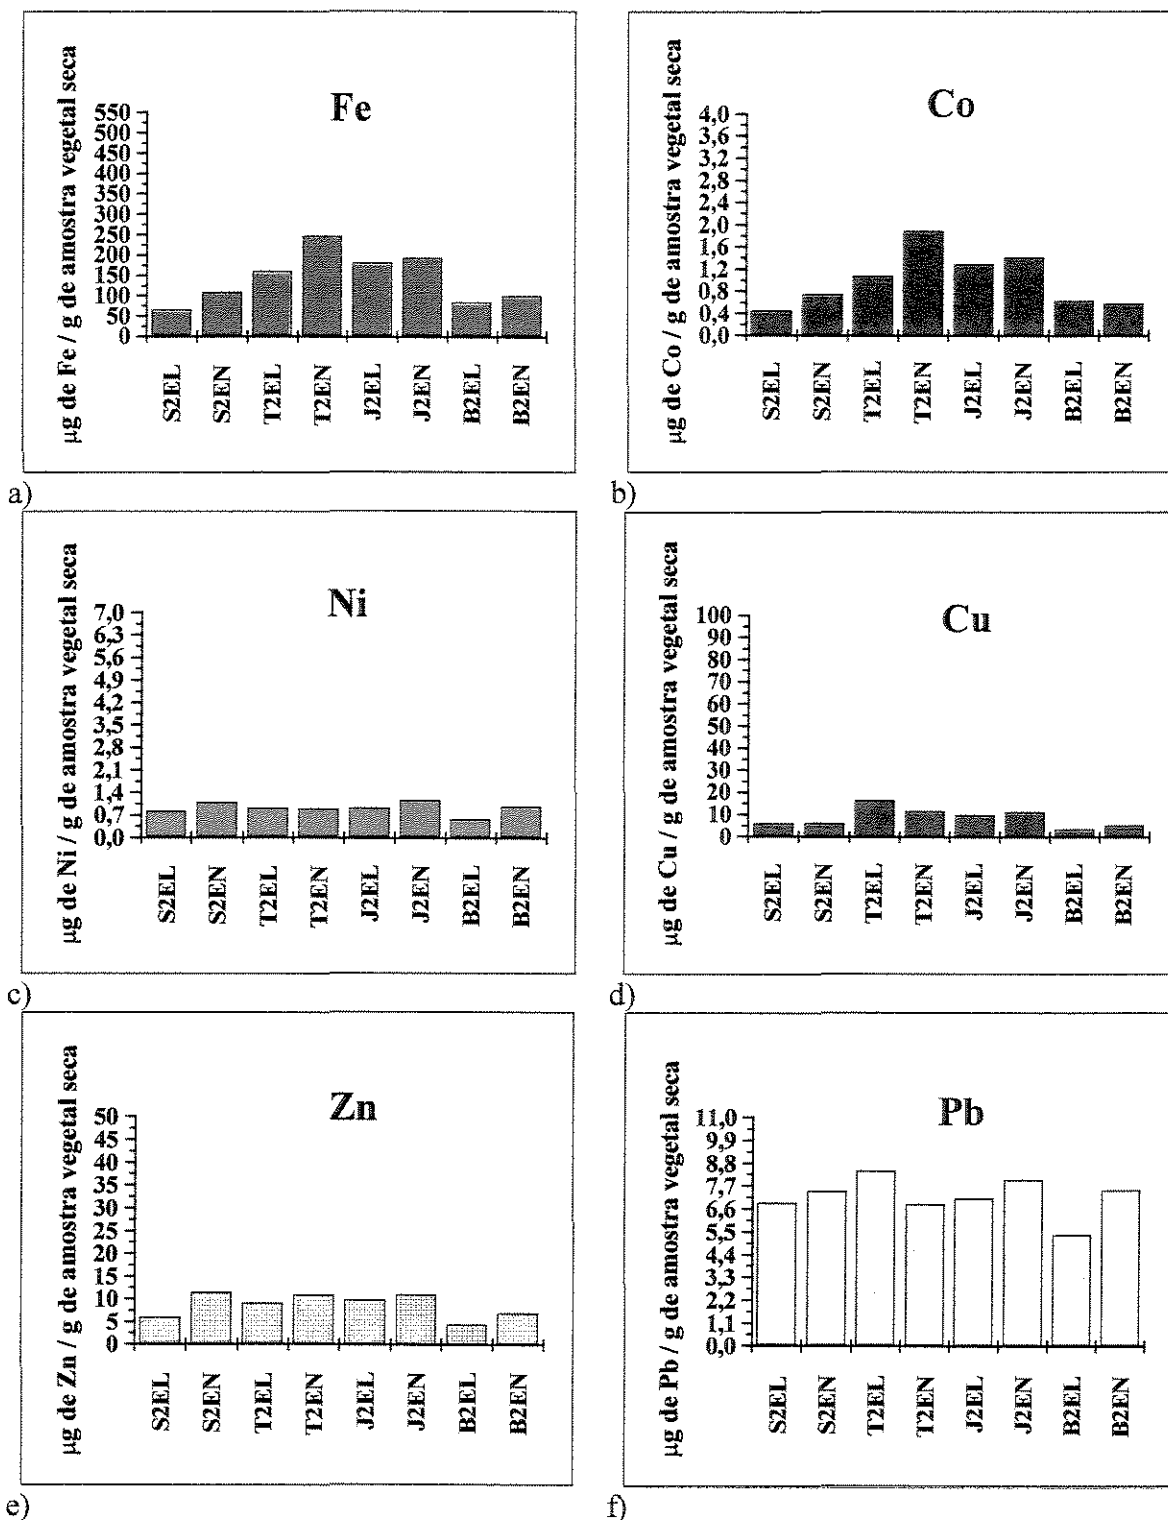 Fe
µg de Fe / g de amostra vegetal seca
550
500
450
400
350
300
250
200
150
100
50
0
S2EL
S2EN
T2EL
T2EN
J2EL
J2EN
B2EL
B2EN
a)
Co
µg de Co / g de amostra vegetal seca
4,0
3,6
3,2
2,8
2,4
2,0
1,6
1,2
0,8
0,4
0,0
S2EL
S2EN
T2EL
T2EN
J2EL
J2EN
B2EL
B2EN
b)
Ni
µg de Ni / g de amostra vegetal seca
7,0
6,3
5,6
4,9
4,2
3,5
2,8
2,1
1,4
0,7
0,0
S2EL
S2EN
T2EL
T2EN
J2EL
J2EN
B2EL
B2EN
c)
Cu
µg de Cu / g de amostra vegetal seca
100
90
80
70
60
50
40
30
20
10
0
S2EL
S2EN
T2EL
T2EN
J2EL
J2EN
B2EL
B2EN
d)
Zn
µg de Zn / g de amostra vegetal seca
50
45
40
35
30
25
20
15
10
5
0
S2EL
S2EN
T2EL
T2EN
J2EL
J2EN
B2EL
B2EN
e)
Pb
µg de Pb / g de amostra vegetal seca
11,0
9,9
8,8
7,7
6,6
5,5
4,4
3,3
2,2
1,1
0,0
S2EL
S2EN
T2EL
T2EN
J2EL
J2EN
B2EL
B2EN
f)